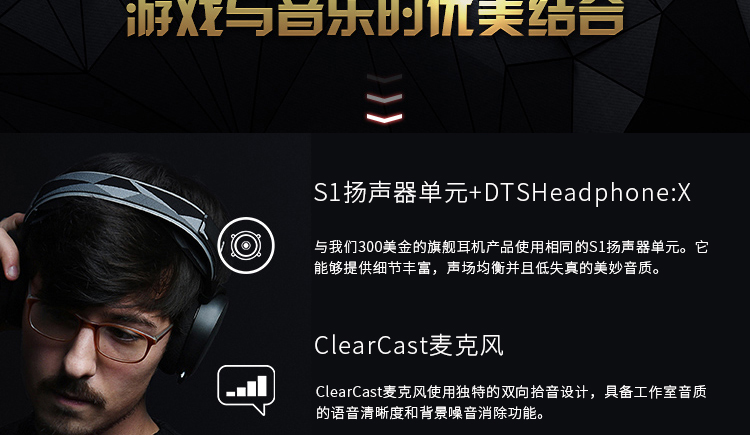 游戏与音乐的优美结合
S1扬声器单元+DTSHeadphone:X
与我们300美金的旗舰耳机产品使用相同的S1扬声器单元。它
能够提供细节丰富，声场均衡并且低失真的美妙音质。
ClearCast麦克风
ClearCast麦克风使用独特的双向拾音设计，具备工作室音质
的语音清晰度和背景噪音消除功能。